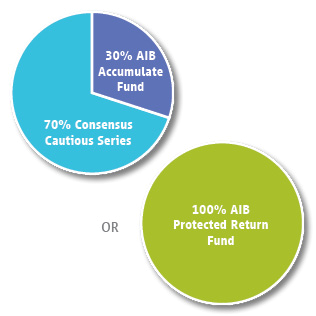 30% AIB
Accumulate
Fund
70% Consensus
Cautious Series
OR
100% AIB
Protected Return
Fund